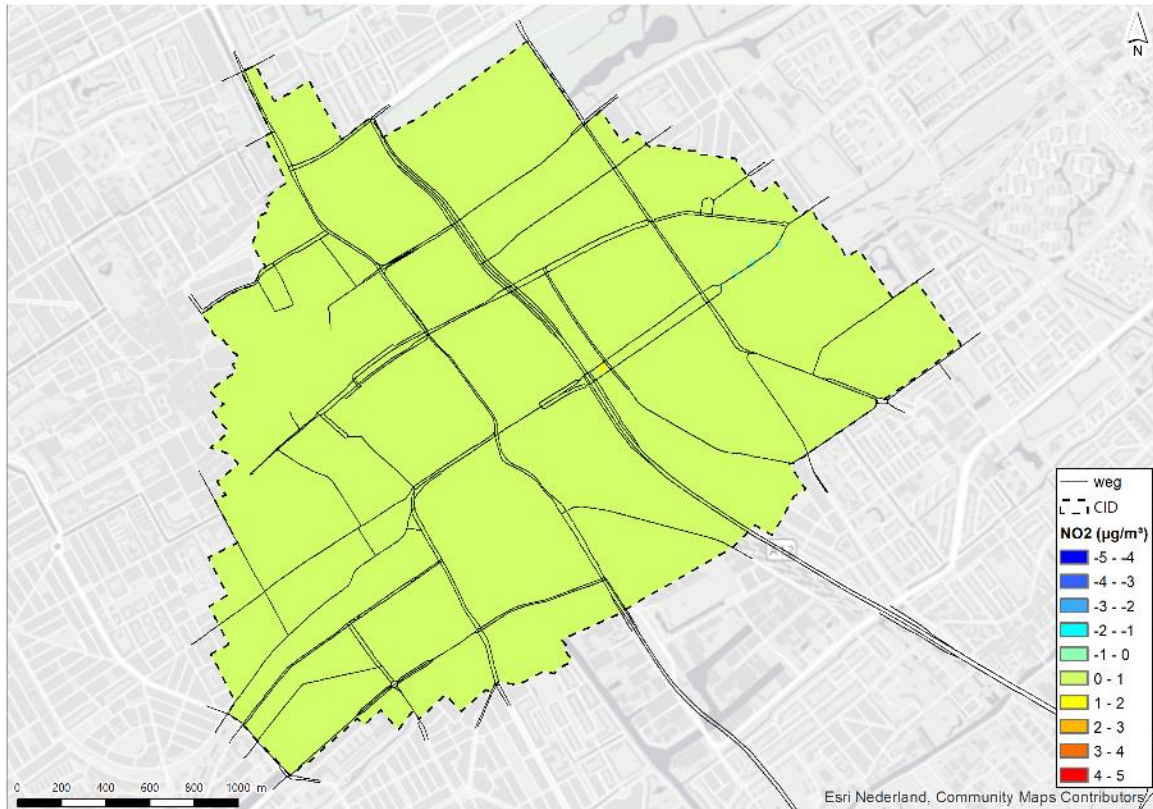 N
A12
weg
CID
NO2 (µg/m³)
-5 - -4
-4 - -3
-3 - -2
-2 - -1
-1 - 0
0 - 1
1 - 2
2 - 3
3 - 4
4 - 5
0 200 400 600 800 1000 m
Esri Nederland, Community Maps Contributors